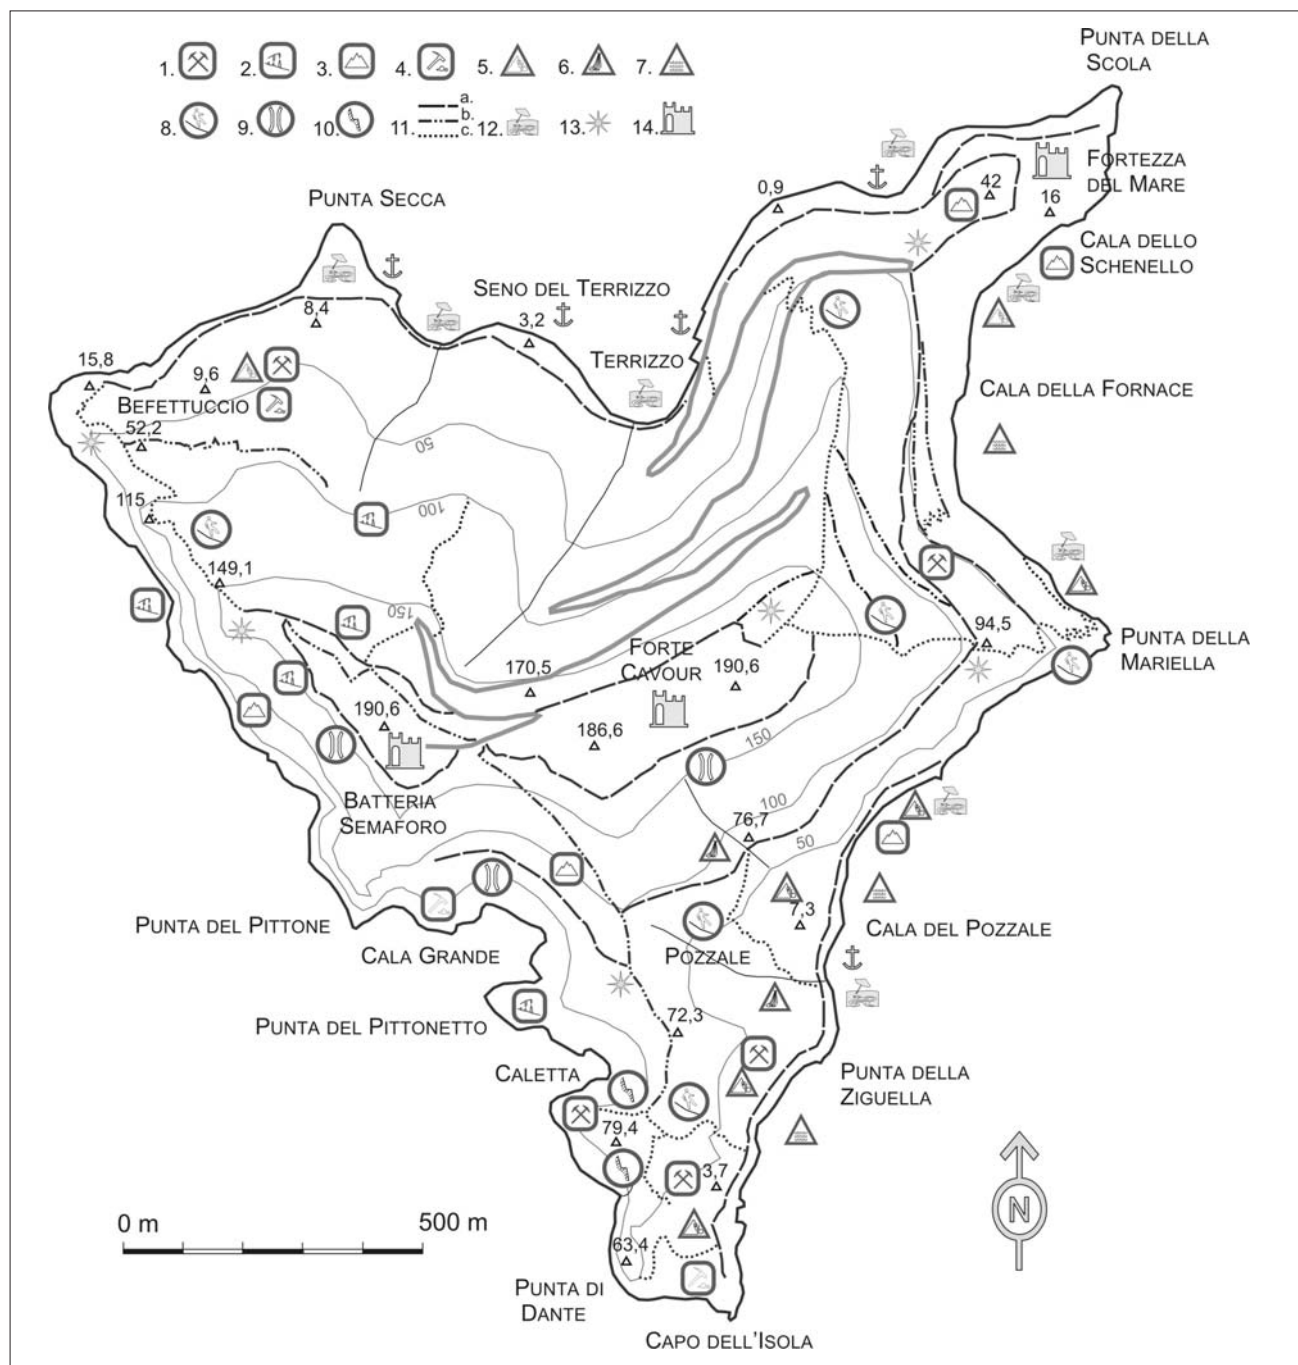 1. 2. 3. 4. 5. 6. 7.
8. 9. 10. 11. a. b. c. 12. 13. 14.
PUNTA DELLA
SCOLA
FORTEZZA
DEL MARE
42
16
0,9
PUNTA SECCA
CALA DELLO
SCHENELLO
SENO DEL TERRIZZO
8,4
3,2
TERRIZZO
15,8
9,6
CALA DELLA FORNACE
BEFETTUCCIO
52,2
50
115
100
149,1
150
94,5
PUNTA DELLA
MARIELLA
FORTE
CAVOUR
170,5
190,6
190,6
186,6
150
BATTERIA
SEMAFORO
100
76,7
50
PUNTA DEL PITTONE
7,3
CALA DEL POZZALE
CALA GRANDE
POZZALE
PUNTA DEL PITTONETTO
72,3
CALETTA
PUNTA DELLA
ZIGUELLA
79,4
3,7
N
0 m
500 m
63,4
PUNTA DI
DANTE
CAPO DELL'ISOLA